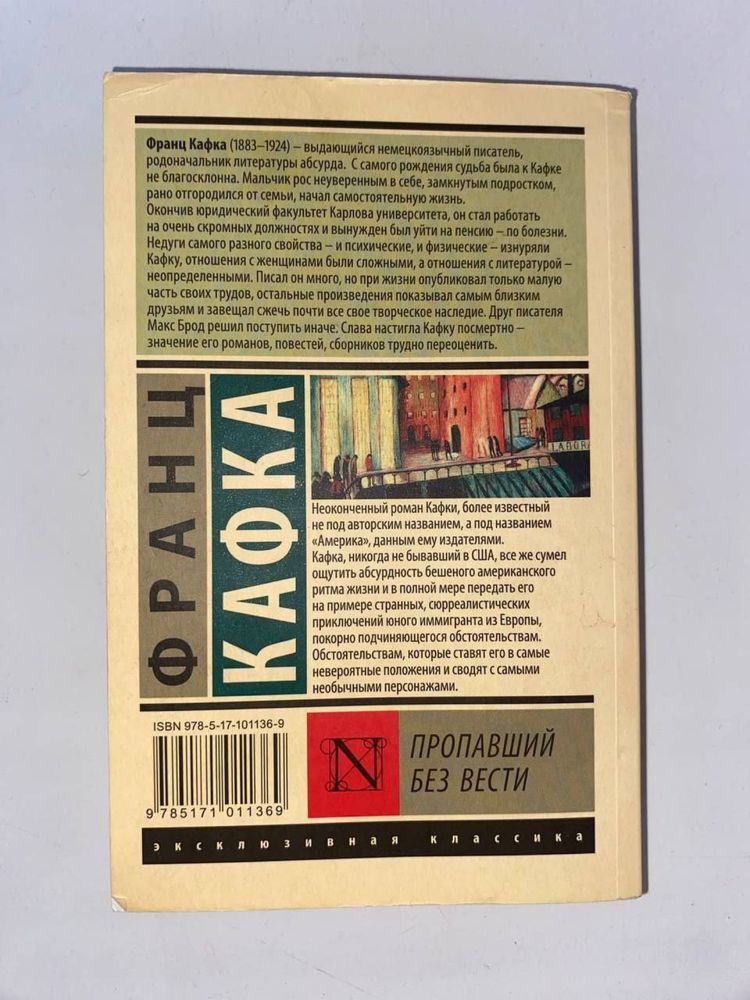 Франц Кафка (1883–1924) – выдающийся немецкоязычный писатель,
родоначальник литературы абсурда. С самого рождения судьба была к Кафке
не благосклонна. Мальчик рос неуверенным в себе, замкнутым подростком,
рано отгородился от семьи, начал самостоятельную жизнь.
Окончив юридический факультет Карлова университета, он стал работать
на очень скромных должностях и вынужден был уйти на пенсию – по болезни.
Недуги самого разного свойства – и психические, и физические – изнуряли
Кафку, отношения с женщинами были сложными, а отношения с литературой –
неопределенными. Писал он много, но при жизни опубликовал только малую
часть своих трудов, остальные произведения показывал самым близким
друзьям и завещал сжечь почти все свое творческое наследие. Друг писателя
Макс Брод решил поступить иначе. Слава настигла Кафку посмертно –
значение его романов, повестей, сборников трудно переоценить.
ФРАНЦ
КАФКА
LABORA
Неоконченный роман Кафки, более известный
не под авторским названием, а под названием
«Америка», данным ему издателями.
Кафка, никогда не бывавший в США, все же сумел
ощутить абсурдность бешеного американского
ритма жизни и в полной мере передать его
на примере странных, сюрреалистических
приключений юного иммигранта из Европы,
покорно подчиняющегося обстоятельствам.
Обстоятельствам, которые ставят его в самые
невероятные положения и сводят с самыми
необычными персонажами.
ISBN 978-5-17-101136-9
9 785171 011369
N
ПРОПАВШИЙ
БЕЗ ВЕСТИ
эксклюзивная классика